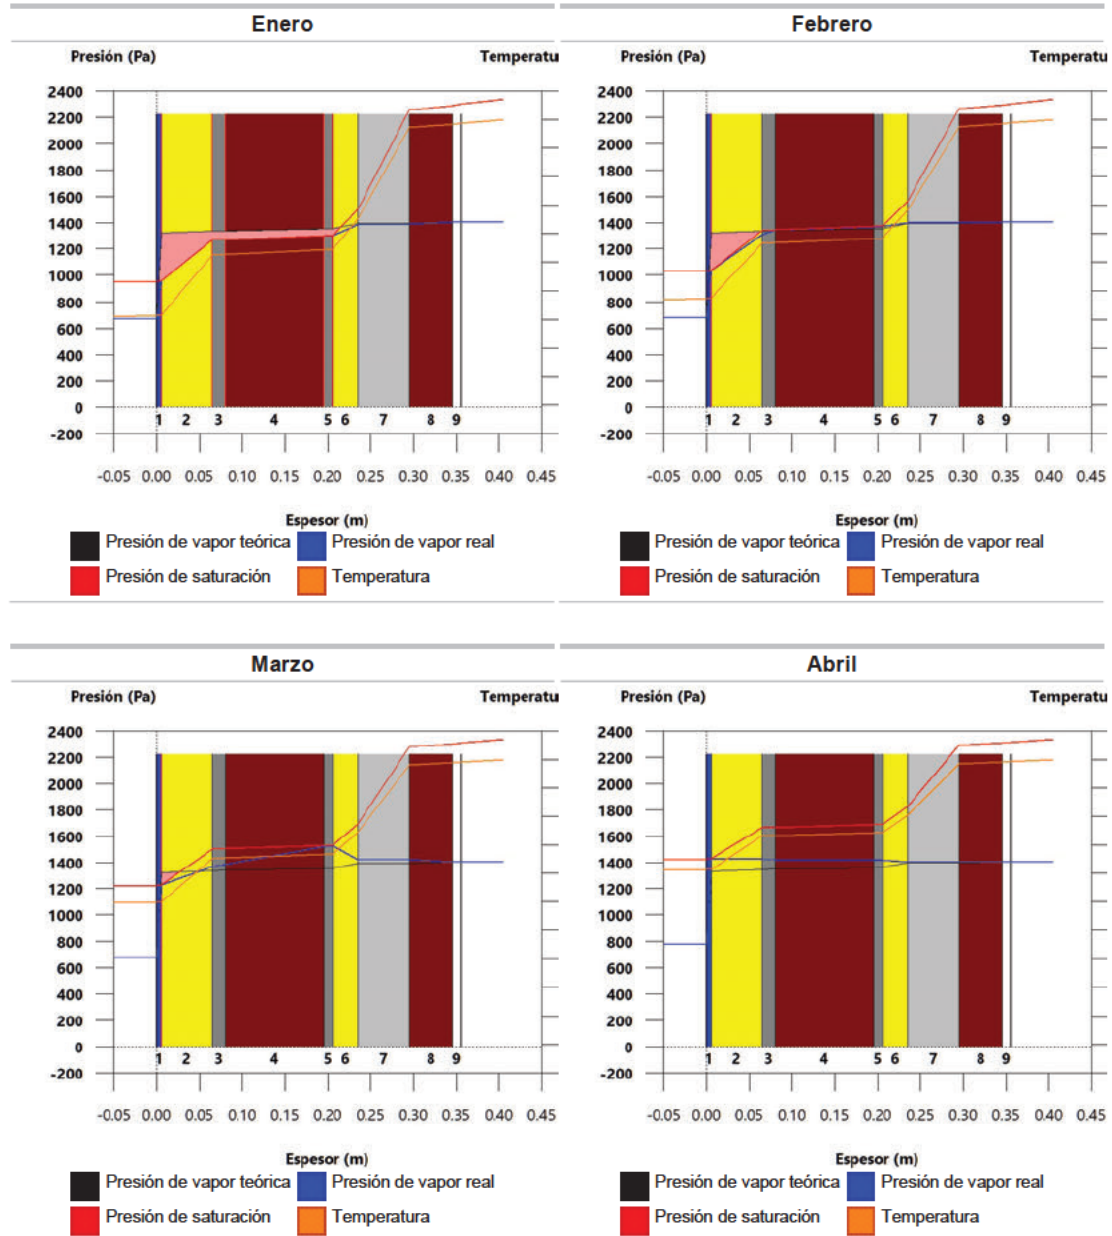 Enero
Febrero
Presión (Pa)
Temperatu
Presión (Pa)
Temperatu
2400
2200
2000
1800
1600
1400
1200
1000
800
600
400
200
0
-200
1 2 3 4 5 6 7 8 9
-0.05 0.00 0.05 0.10 0.15 0.20 0.25 0.30 0.35 0.40 0.45
Espesor (m)
Presión de vapor teórica
Presión de vapor real
Presión de saturación
Temperatura
2400
2200
2000
1800
1600
1400
1200
1000
800
600
400
200
0
-200
1 2 3 4 5 6 7 8 9
-0.05 0.00 0.05 0.10 0.15 0.20 0.25 0.30 0.35 0.40 0.45
Espesor (m)
Presión de vapor teórica
Presión de vapor real
Presión de saturación
Temperatura
Marzo
Abril
Presión (Pa)
Temperatu
Presión (Pa)
Temperatu
2400
2200
2000
1800
1600
1400
1200
1000
800
600
400
200
0
-200
1 2 3 4 5 6 7 8 9
-0.05 0.00 0.05 0.10 0.15 0.20 0.25 0.30 0.35 0.40 0.45
Espesor (m)
Presión de vapor teórica
Presión de vapor real
Presión de saturación
Temperatura
2400
2200
2000
1800
1600
1400
1200
1000
800
600
400
200
0
-200
1 2 3 4 5 6 7 8 9
-0.05 0.00 0.05 0.10 0.15 0.20 0.25 0.30 0.35 0.40 0.45
Espesor (m)
Presión de vapor teórica
Presión de vapor real
Presión de saturación
Temperatura